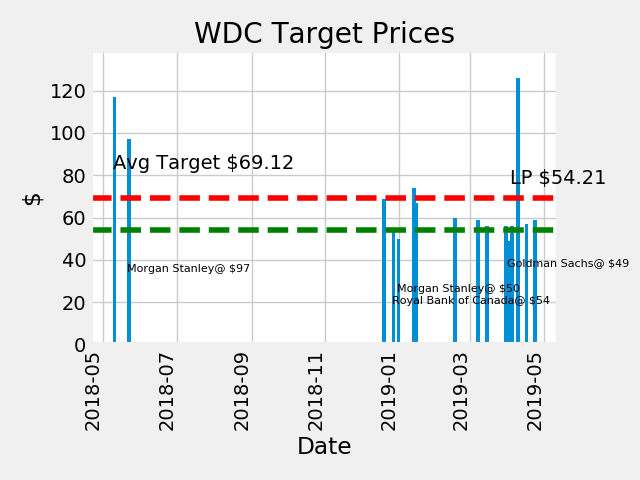 WDC Target Prices
120
100
80
60
40
20
0
$
Avg Target $69.12
LP $54.21
Morgan Stanley@ $97
Goldman Sachs@ $49
Morgan Stanley@ $50
Royal Bank of Canada@ $54
2018-05
2018-07
2018-09
2018-11
2019-01
2019-03
2019-05
Date